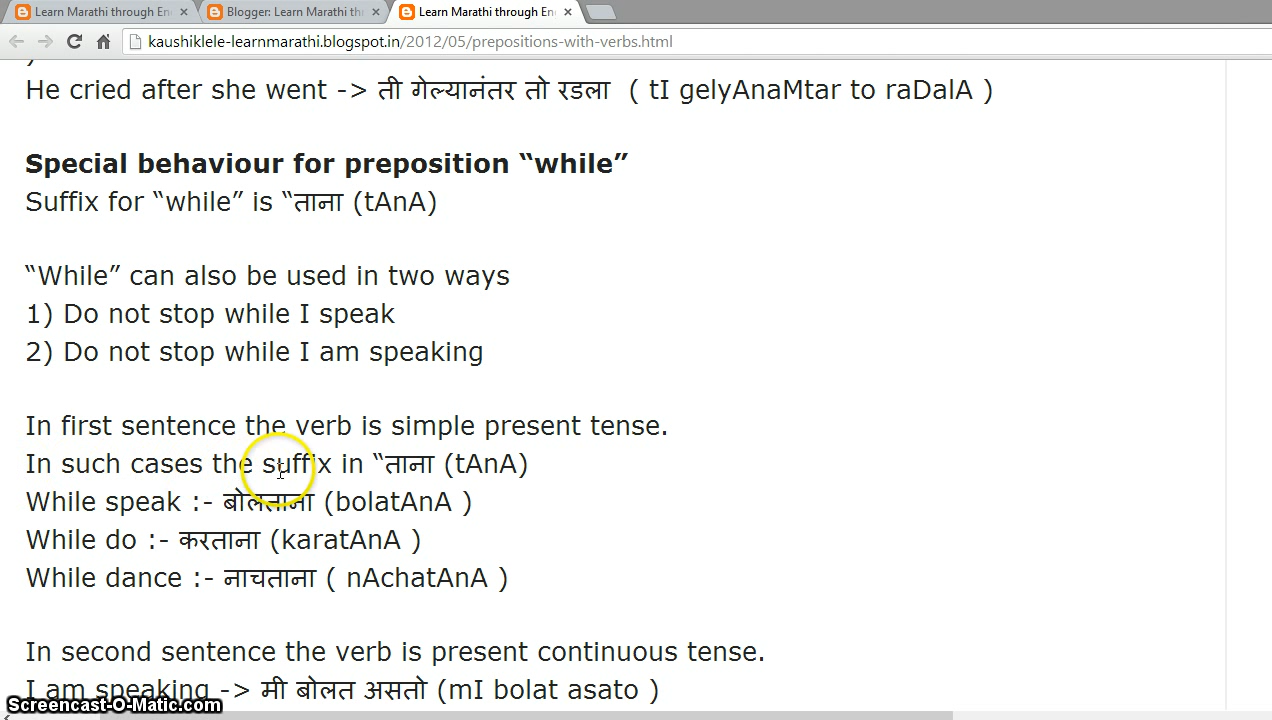 Learn Marathi through En
Blogger: Learn Marathi thr
Learn Marathi through En
kaushiklele-learnmarathi.blogspot.in/2012/05/prepositions-with-verbs.html
He cried after she went -> ती गेल्यानंतर तो रडला ( tI gelyAnaMtar to raDalA )
Special behaviour for preposition “while”
Suffix for “while” is “ताना (tAnA)
“While” can also be used in two ways
1) Do not stop while I speak
2) Do not stop while I am speaking
In first sentence the verb is simple present tense.
In such cases the suffix in “ताना (tAnA)
While speak :- बोलताना (bolatAnA )
While do :- करताना (karatAnA )
While dance :- नाचताना ( nAchatAnA )
In second sentence the verb is present continuous tense.
I am speaking -> मी बोलत असतो (mI bolat asato )
Screencast-O-Matic.com